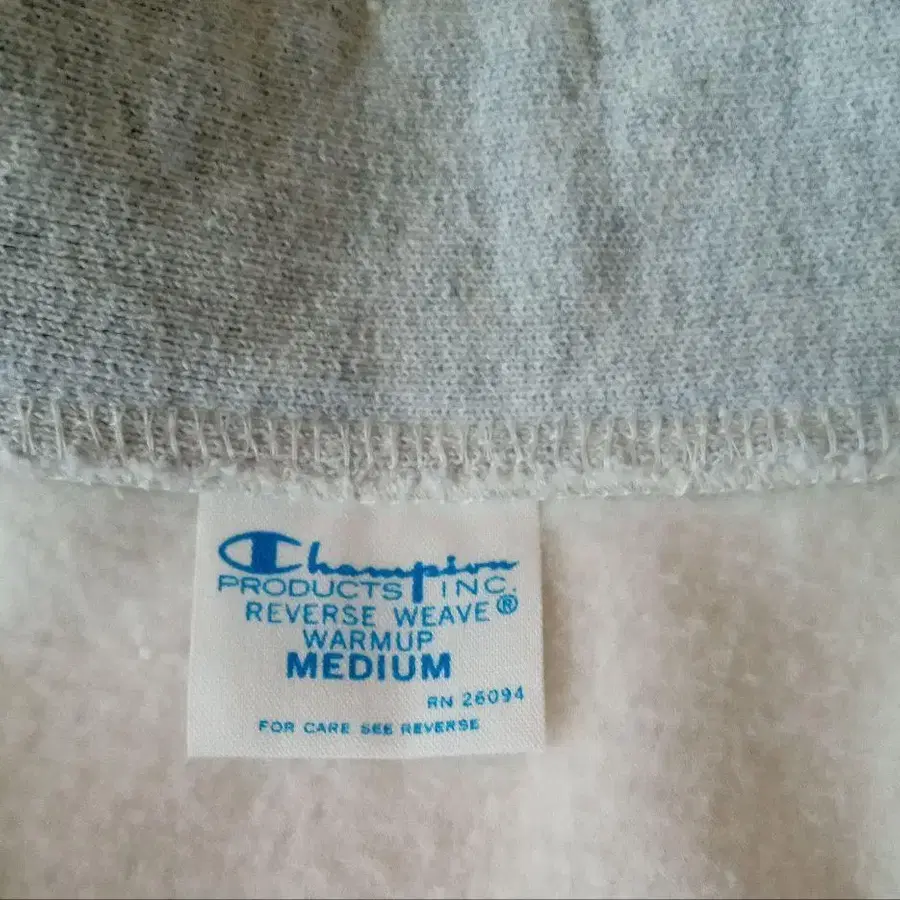 Champion
PRODUCTS INC.
REVERSE WEAVE®
WARMUP
MEDIUM
RN 26094
FOR CARE SEE REVERSE